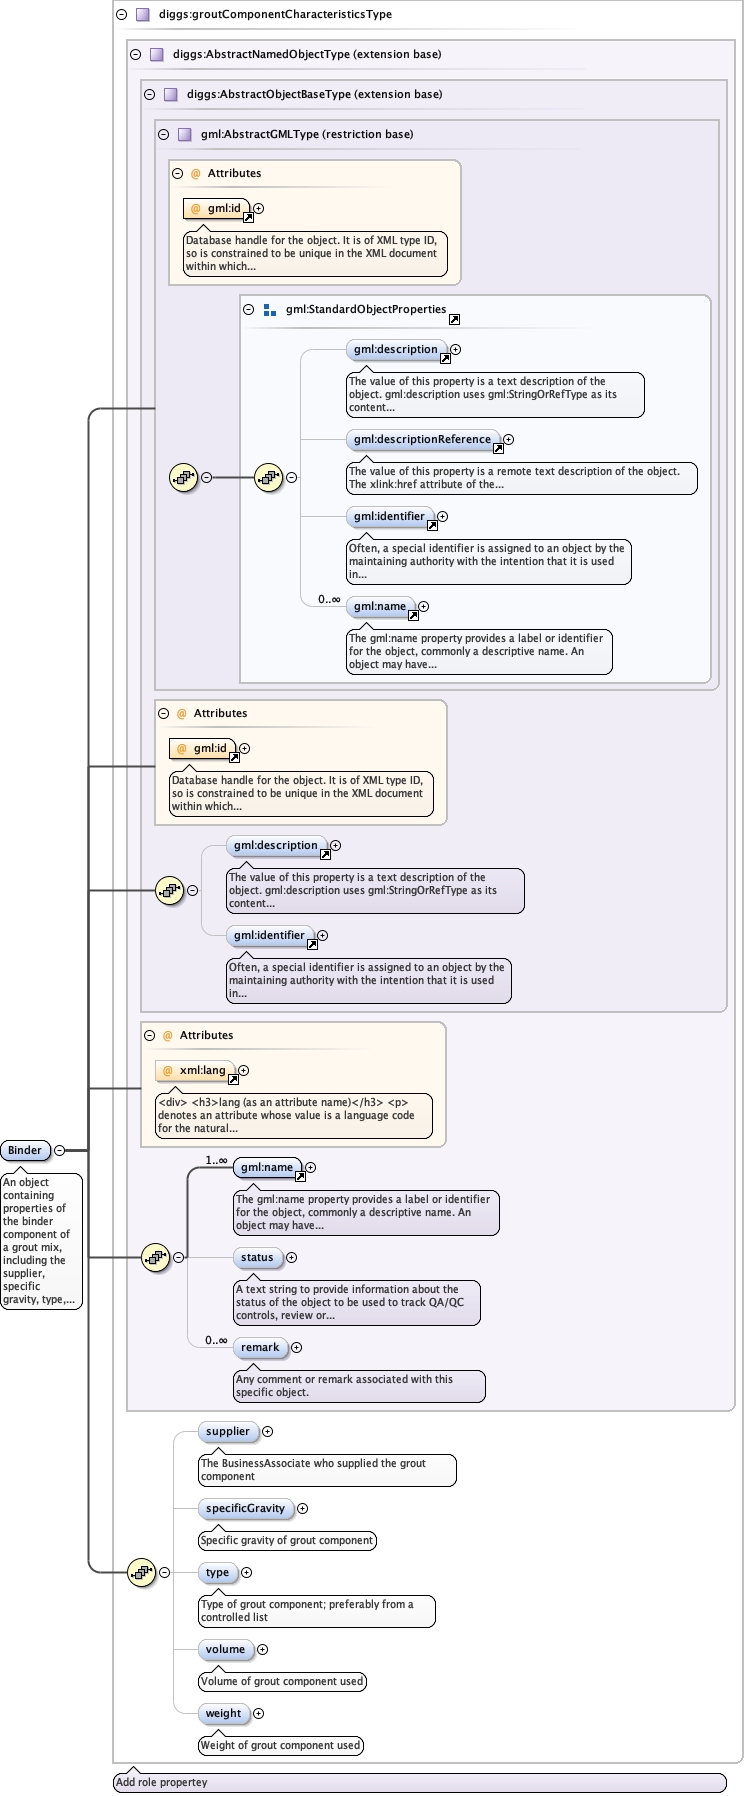 diggs:groutComponentCharacteristicsType
diggs:AbstractNamedObjectType (extension base)
diggs:AbstractObjectBaseType (extension base)
gml:AbstractGMLType (restriction base)
@ Attributes
@ gml:id
Database handle for the object. It is of XML type ID,
so is constrained to be unique in the XML document
within which...
gml:StandardObjectProperties
gml:description
The value of this property is a text description of the
object. gml:description uses gml:StringOrRefType as its
content...
gml:descriptionReference
The value of this property is a remote text description of the object.
The xlink:href attribute of the...
gml:identifier
Often, a special identifier is assigned to an object by the
maintaining authority with the intention that it is used
in...
0..∞
gml:name
The gml:name property provides a label or identifier
for the object, commonly a descriptive name. An
object may have...
@ Attributes
@ gml:id
Database handle for the object. It is of XML type ID,
so is constrained to be unique in the XML document
within which...
gml:description
The value of this property is a text description of the
object. gml:description uses gml:StringOrRefType as its
content...
gml:identifier
Often, a special identifier is assigned to an object by the
maintaining authority with the intention that it is used
in...
@ Attributes
@ xml:lang
<div> <h3>lang (as an attribute name)</h3> <p>
denotes an attribute whose value is a language code
for the natural...
Binder
An object
containing
properties of
the binder
component of
a grout mix,
including the
supplier,
specific
gravity, type,...
1..∞
gml:name
The gml:name property provides a label or identifier
for the object, commonly a descriptive name. An
object may have...
status
A text string to provide information about the
status of the object to be used to track QA/QC
controls, review or...
0..∞
remark
Any comment or remark associated with this
specific object.
supplier
The BusinessAssociate who supplied the grout
component
specificGravity
Specific gravity of grout component
type
Type of grout component; preferably from a
controlled list
volume
Volume of grout component used
weight
Weight of grout component used
Add role propertey